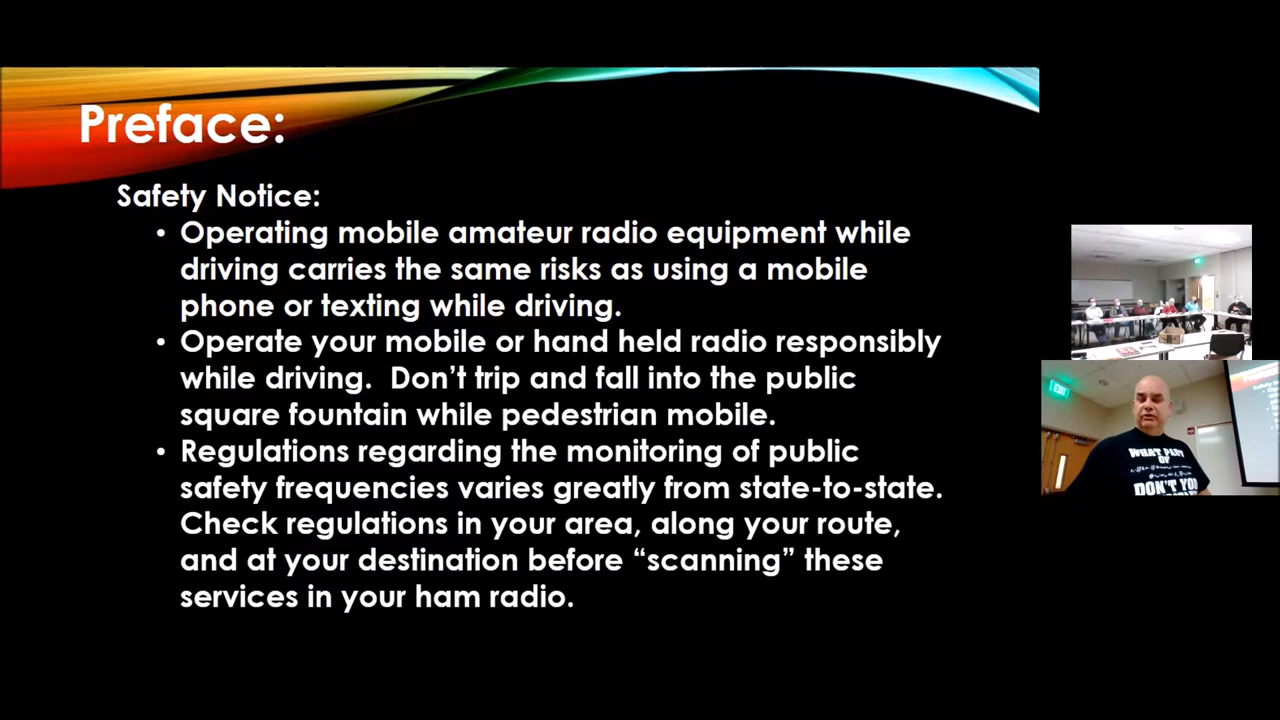 Preface:
Safety Notice:
• Operating mobile amateur radio equipment while
driving carries the same risks as using a mobile
phone or texting while driving.
• Operate your mobile or hand held radio responsibly
while driving.  Don’t trip and fall into the public
square fountain while pedestrian mobile.
• Regulations regarding the monitoring of public
safety frequencies varies greatly from state-to-state.
Check regulations in your area, along your route,
and at your destination before “scanning” these
services in your ham radio.
EXIT
WHAT PART
OF
DON'T YOU